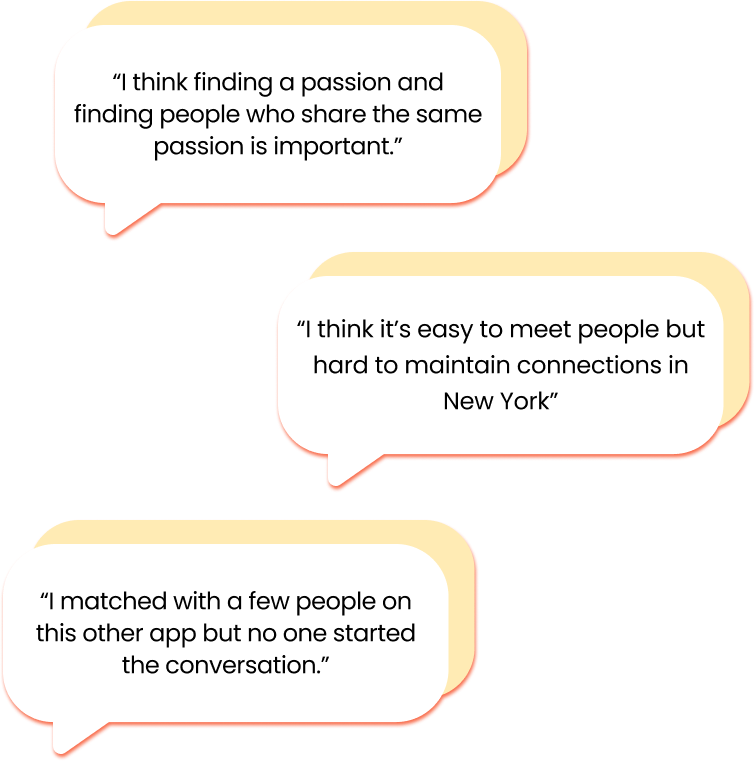 “I think finding a passion and
finding people who share the same
passion is important.”
“I think it’s easy to meet people but
hard to maintain connections in
New York”
“I matched with a few people on
this other app but no one started
the conversation.”